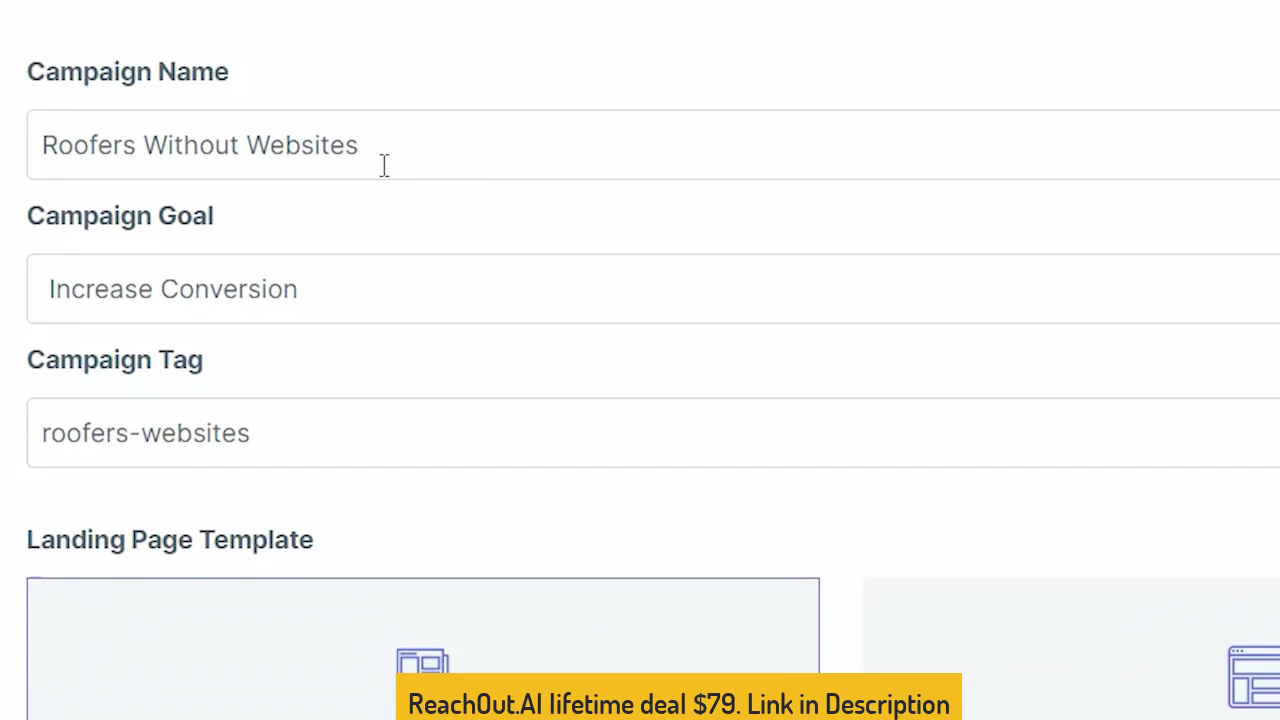 Campaign Name
Roofers Without Websites
Campaign Goal
Increase Conversion
Campaign Tag
roofers-websites
Landing Page Template
ReachOut.AI lifetime deal $79. Link in Description